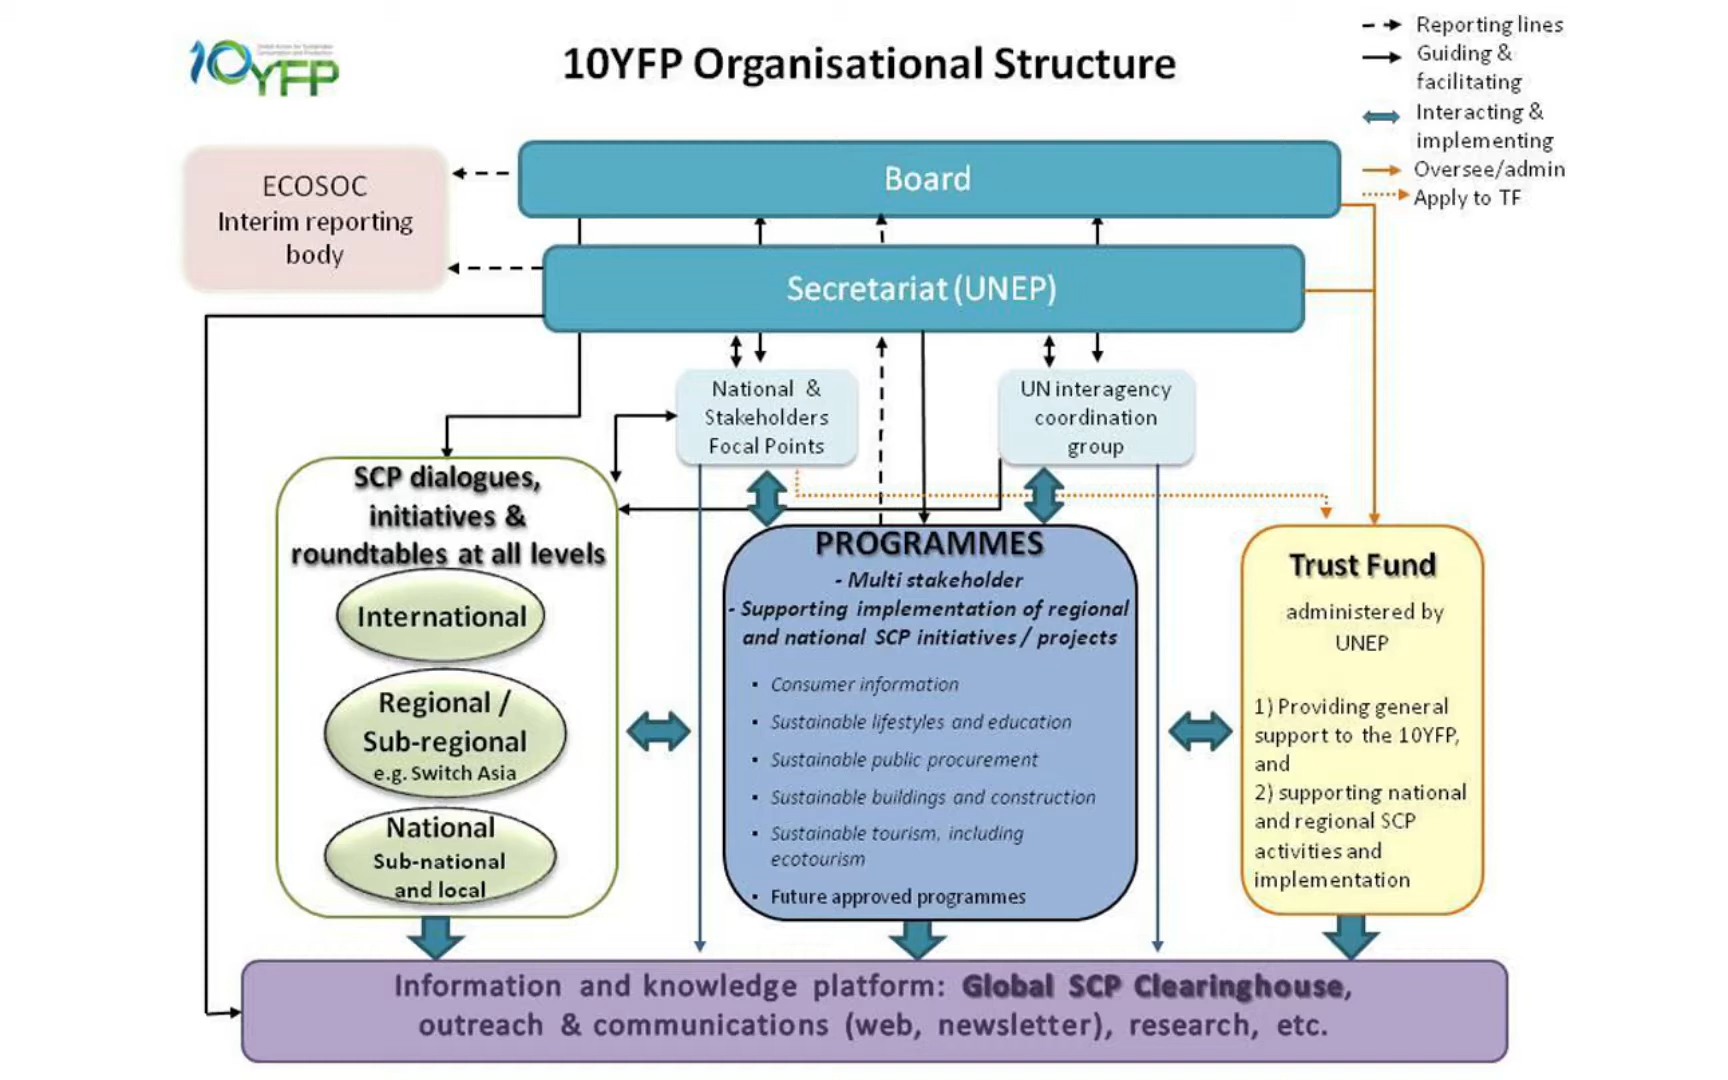 10YFP
10YFP Organisational Structure
Reporting lines
Guiding &
facilitating
Interacting &
implementing
Oversee/admin
Apply to TF
ECOSOC
Interim reporting
body
Board
Secretariat (UNEP)
National &
Stakeholders
Focal Points
UN interagency
coordination
group
SCP dialogues,
initiatives &
roundtables at all levels
International
Regional /
Sub-regional
e.g. Switch Asia
National
Sub-national
and local
PROGRAMMES
- Multi stakeholder
- Supporting implementation of regional
and national SCP initiatives / projects
▪ Consumer information
▪ Sustainable lifestyles and education
▪ Sustainable public procurement
▪ Sustainable buildings and construction
▪ Sustainable tourism, including
ecotourism
▪ Future approved programmes
Trust Fund
administered by
UNEP
1) Providing general
support to the 10YFP,
and
2) supporting national
and regional SCP
activities and
implementation
Information and knowledge platform: Global SCP Clearinghouse,
outreach & communications (web, newsletter), research, etc.